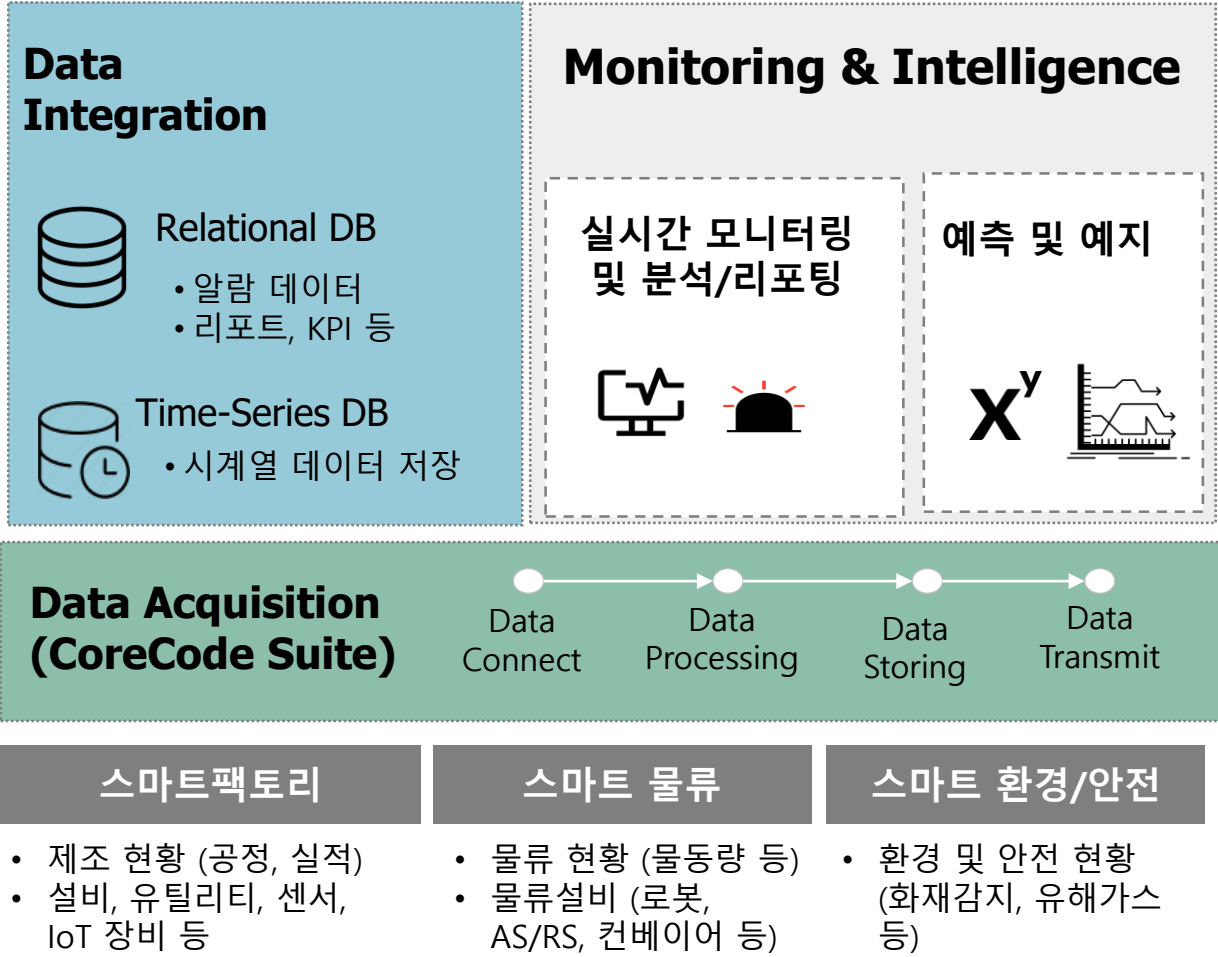 Data
Integration
Relational DB
• 알람 데이터
• 리포트, KPI 등
Time-Series DB
• 시계열 데이터 저장
Monitoring & Intelligence
실시간 모니터링
및 분석/리포팅
예측 및 예지
X^y
Data Acquisition
(CoreCode Suite)
Data
Connect
Data
Processing
Data
Storing
Data
Transmit
스마트팩토리
• 제조 현황 (공정, 실적)
• 설비, 유틸리티, 센서,
IoT 장비 등
스마트 물류
• 물류 현황 (물동량 등)
• 물류설비 (로봇,
AS/RS, 컨베이어 등)
스마트 환경/안전
• 환경 및 안전 현황
(화재감지, 유해가스
등)